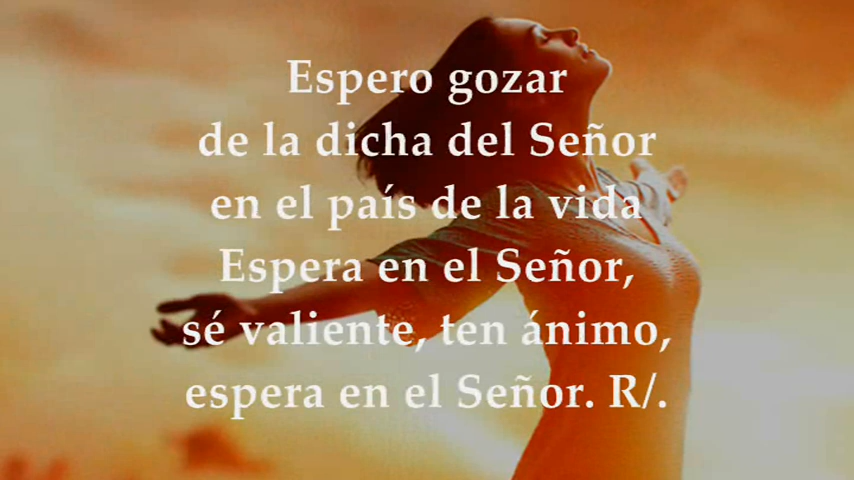 Espero gozar
de la dicha del Señor
en el país de la vida
Espera en el Señor,
sé valiente, ten ánimo,
espera en el Señor. R/.